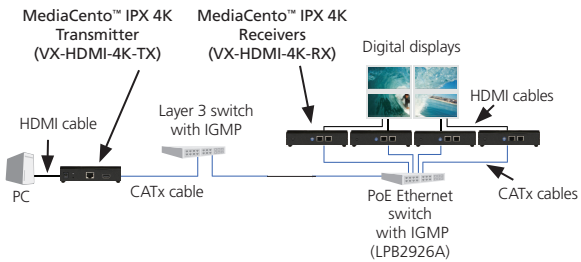 MediaCento™ IPX 4K
Transmitter
(VX-HDMI-4K-TX)
MediaCento™ IPX 4K
Receivers
(VX-HDMI-4K-RX)
Digital displays
HDMI cables
HDMI cable
Layer 3 switch
with IGMP
PC
CATx cable
PoE Ethernet
switch
with IGMP
(LPB2926A)
CATx cables